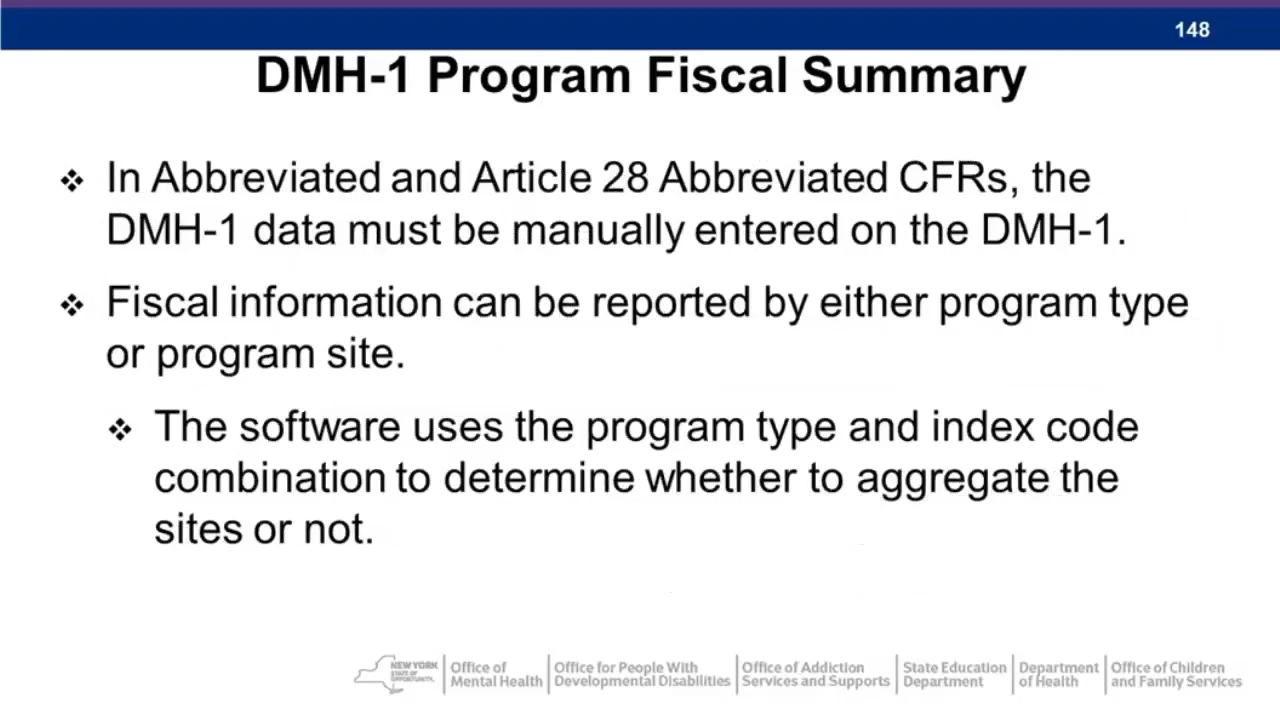 148
DMH-1 Program Fiscal Summary
❖ In Abbreviated and Article 28 Abbreviated CFRs, the
DMH-1 data must be manually entered on the DMH-1.
❖ Fiscal information can be reported by either program type
or program site.
❖ The software uses the program type and index code
combination to determine whether to aggregate the
sites or not.
NEW YORK
STATE OF
OPPORTUNITY.
Office of
Mental Health
Office for People With
Developmental Disabilities
Office of Addiction
Services and Supports
State Education
Department
Department
of Health
Office of Children
and Family Services